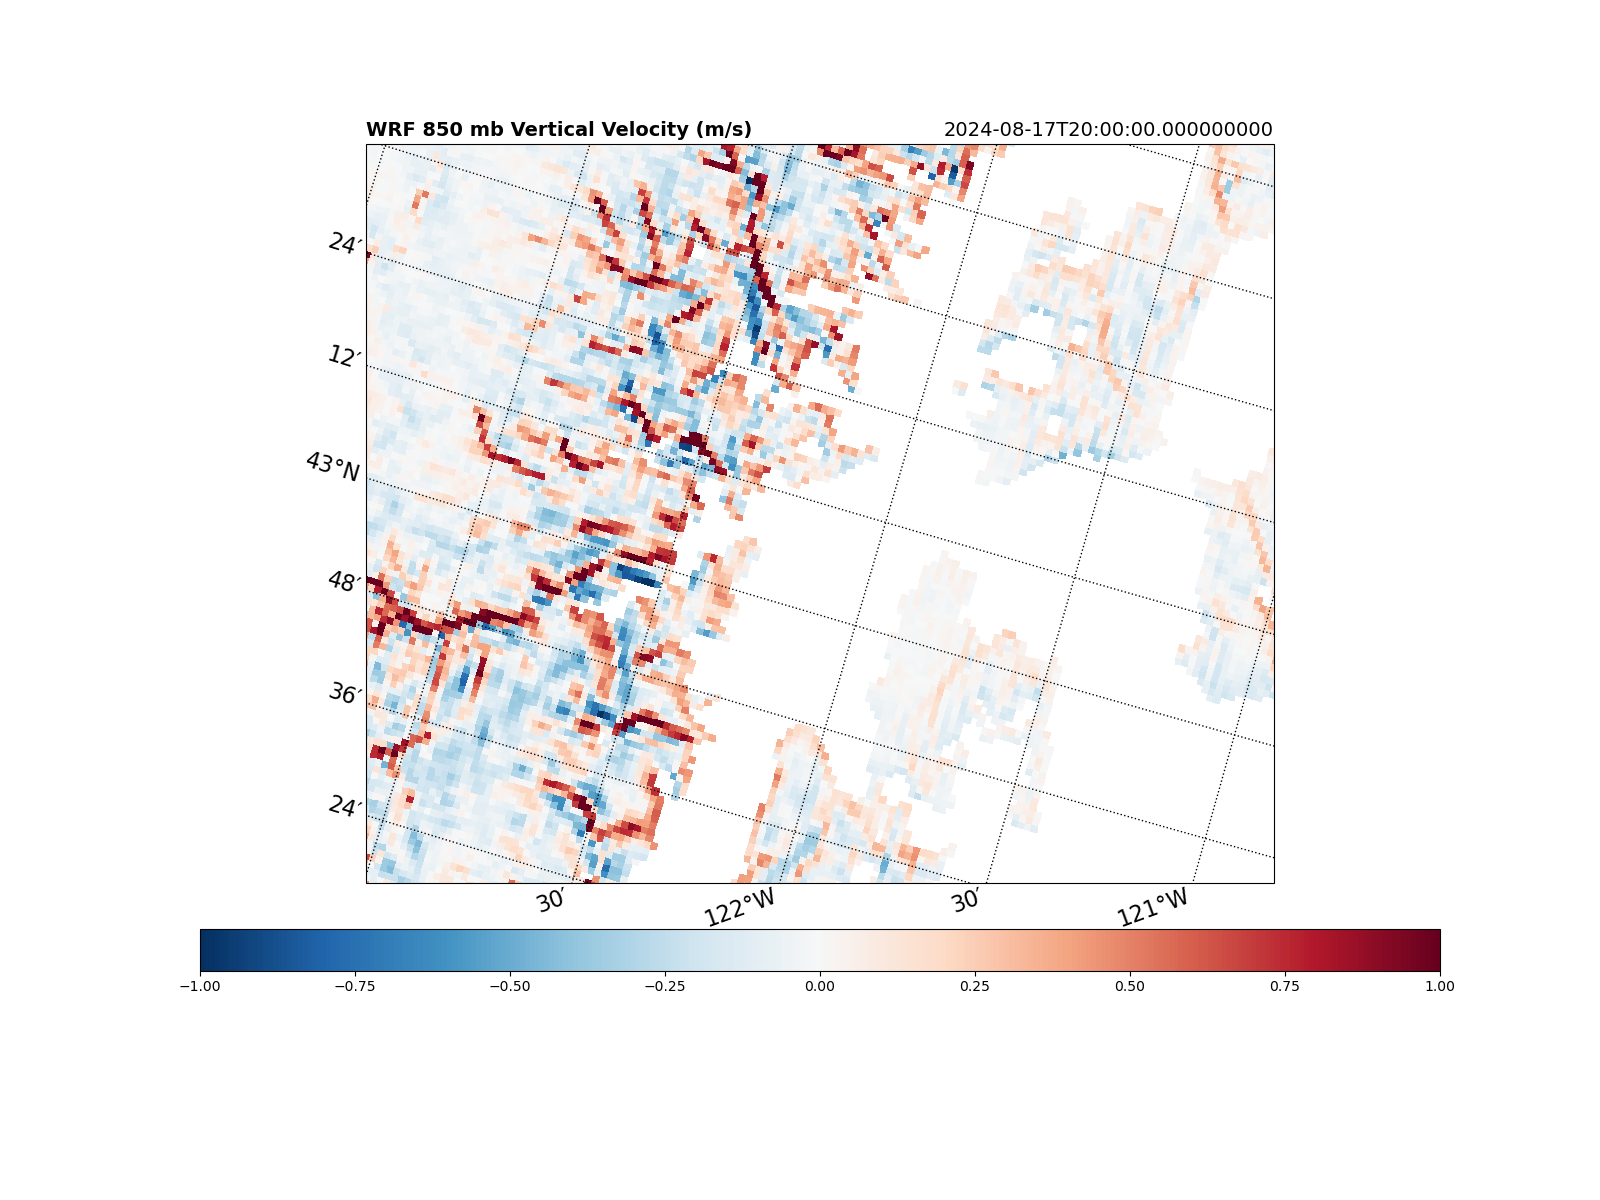 WRF 850 mb Vertical Velocity (m/s) 2024-08-17T20:00:00.000000000
24′
12′
43°N
48′
36′
24′
30′ 122°W 30′ 121°W
−1.00 −0.75 −0.50 −0.25 0.00 0.25 0.50 0.75 1.00